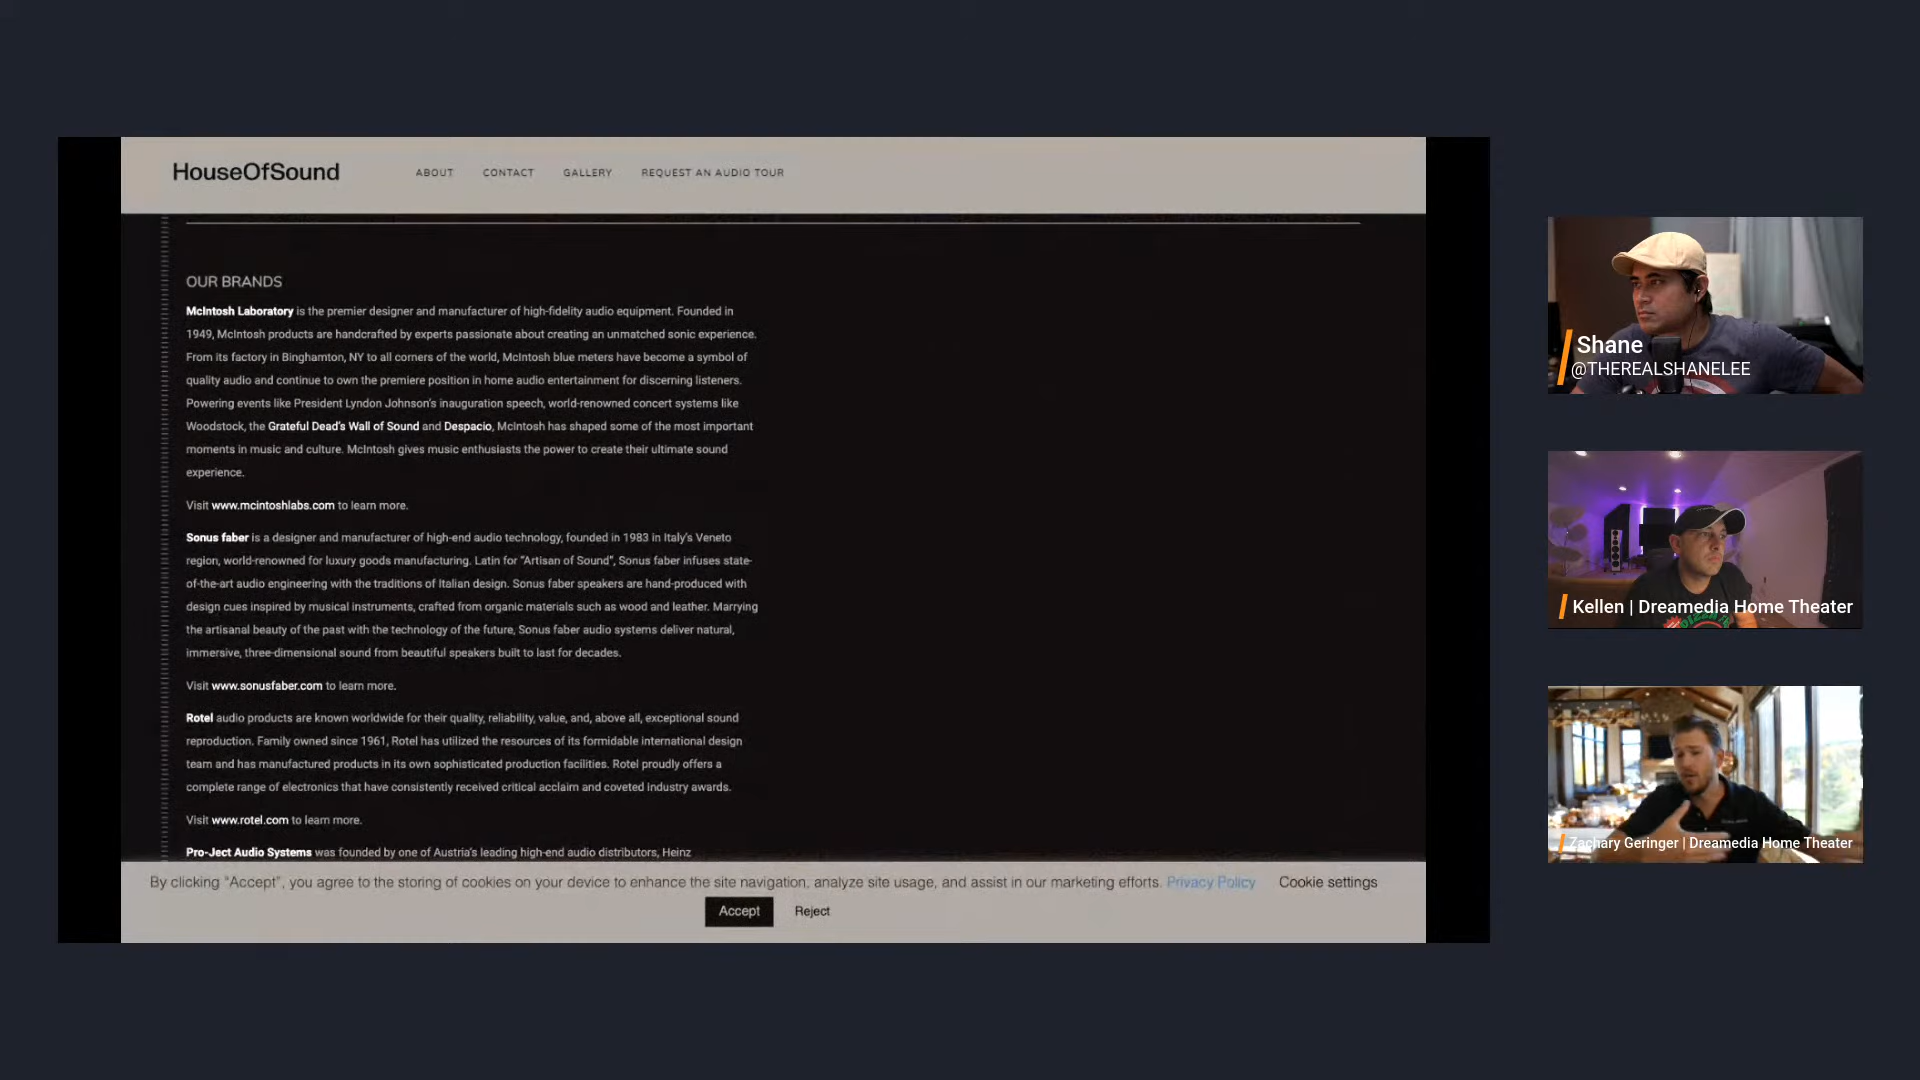 HouseOfSound
ABOUT CONTACT GALLERY REQUEST AN AUDIO TOUR
OUR BRANDS
McIntosh Laboratory is the premier designer and manufacturer of high-fidelity audio equipment. Founded in
1949, McIntosh products are handcrafted by experts passionate about creating an unmatched sonic experience.
From its factory in Binghamton, NY to all corners of the world, McIntosh blue meters have become a symbol of
quality audio and continue to own the premiere position in home audio entertainment for discerning listeners.
Powering events like President Lyndon Johnson's inauguration speech, world-renowned concert systems like
Woodstock, the Grateful Dead's Wall of Sound and Despacio, McIntosh has shaped some of the most important
moments in music and culture. McIntosh gives music enthusiasts the power to create their ultimate sound
experience.
Visit www.mcintoshlabs.com to learn more.
Sonus faber is a designer and manufacturer of high-end audio technology, founded in 1983 in Italy's Veneto
region, world-renowned for luxury goods manufacturing. Latin for “Artisan of Sound”, Sonus faber infuses state-
of-the-art audio engineering with the traditions of Italian design. Sonus faber speakers are hand-produced with
design cues inspired by musical instruments, crafted from organic materials such as wood and leather. Marrying
the artisanal beauty of the past with the technology of the future, Sonus faber audio systems deliver natural,
immersive, three-dimensional sound from beautiful speakers built to last for decades.
Visit www.sonusfaber.com to learn more.
Rotel audio products are known worldwide for their quality, reliability, value, and, above all, exceptional sound
reproduction. Family owned since 1961, Rotel has utilized the resources of its formidable international design
team and has manufactured products in its own sophisticated production facilities. Rotel proudly offers a
complete range of electronics that have consistently received critical acclaim and coveted industry awards.
Visit www.rotel.com to learn more.
Pro-Ject Audio Systems was founded by one of Austria's leading high-end audio distributors, Heinz
By clicking “Accept”, you agree to the storing of cookies on your device to enhance the site navigation, analyze site usage, and assist in our marketing efforts. Privacy Policy Cookie settings
Accept Reject
Shane
@THEREALSHANELEE
Kellen | Dreamedia Home Theater
Zachary Geringer | Dreamedia Home Theater